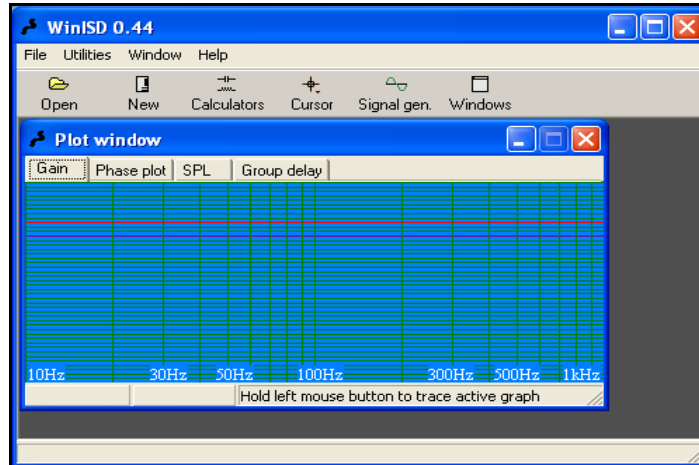 WinISD 0.44
File Utilities Window Help
Open New Calculators Cursor Signal gen. Windows
Plot window
Gain Phase plot SPL Group delay
10Hz 30Hz 50Hz 100Hz 300Hz 500Hz 1kHz
Hold left mouse button to trace active graph